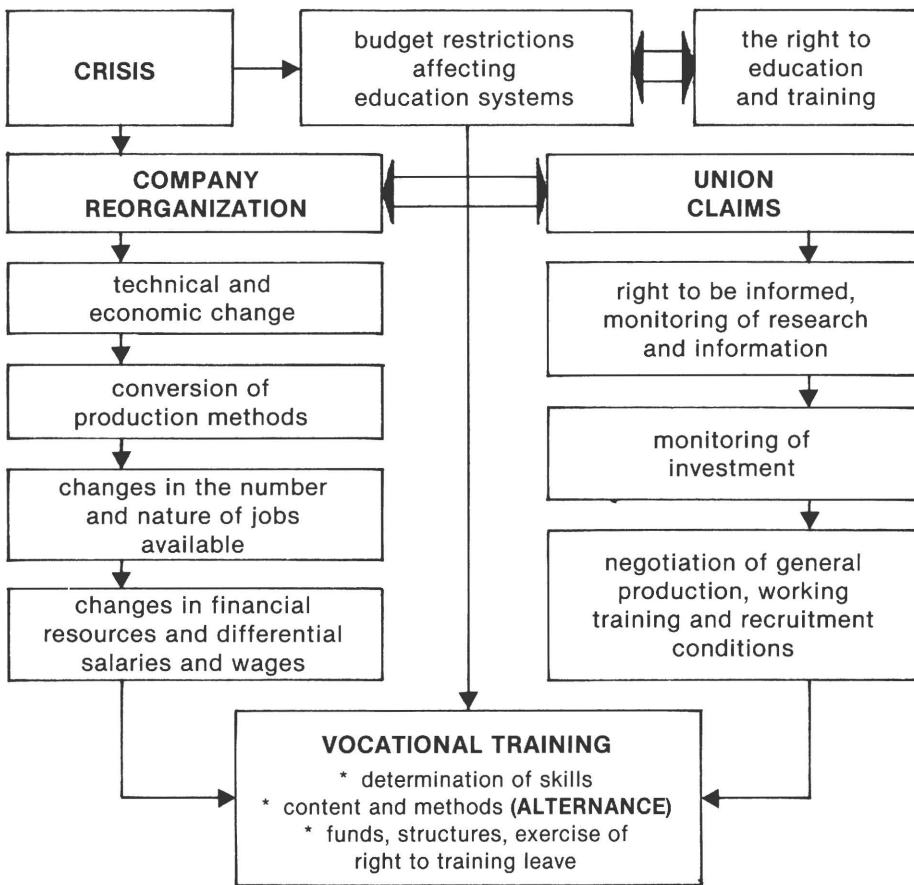 CRISIS
budget restrictions
affecting
education systems
the right to
education
and training
COMPANY
REORGANIZATION
UNION
CLAIMS
technical and
economic change
right to be informed,
monitoring of research
and information
conversion of
production methods
monitoring of
investment
changes in the number
and nature of jobs
available
negotiation of general
production, working
training and recruitment
conditions
changes in financial
resources and differential
salaries and wages
VOCATIONAL TRAINING
* determination of skills
* content and methods (ALTERNANCE)
* funds, structures, exercise of
right to training leave